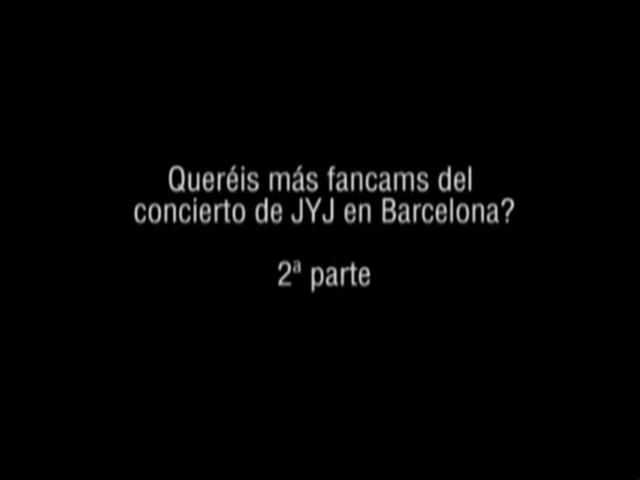 Queréis más fancams del
concierto de JYJ en Barcelona?
2ª parte